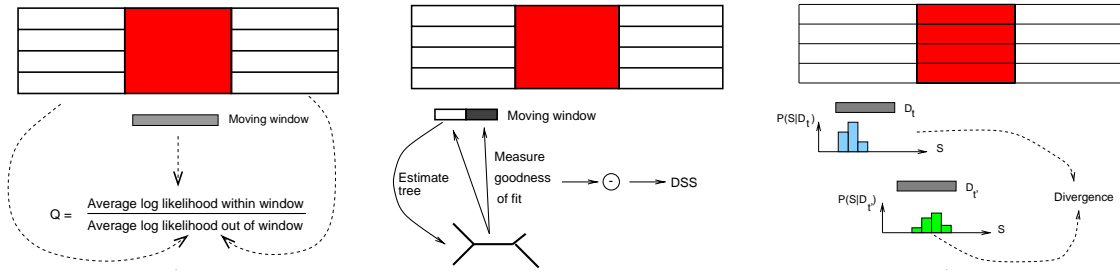 Moving window
Q = Average log likelihood within window
Average log likelihood out of window
Moving window
Estimate
tree
Measure
goodness
of fit
-
DSS
D_t
P(S|D_t)
S
D_t'
P(S|D_t')
S
Divergence